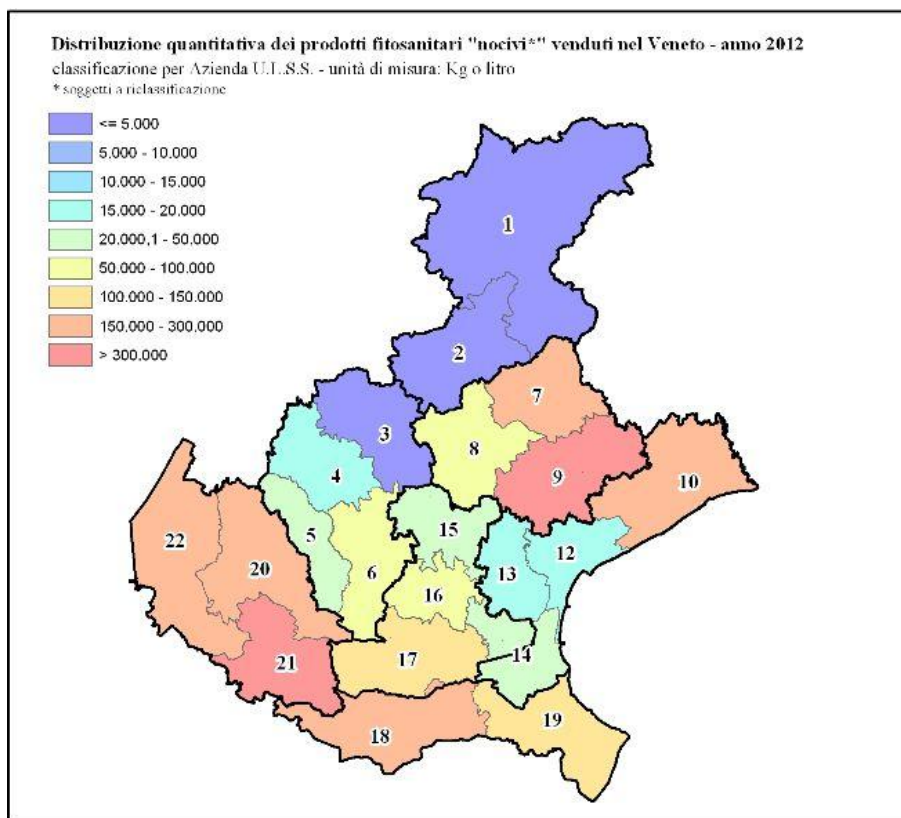 Distribuzione quantitativa dei prodotti fitosanitari "nocivi*" venduti nel Veneto - anno 2012
classificazione per Azienda U.L.S.S. - unità di misura: Kg o litro
* soggetti a riclassificazione
<= 5.000
5.000 - 10.000
10.000 - 15.000
15.000 - 20.000
20.000,1 - 50.000
50.000 - 100.000
100.000 - 150.000
150.000 - 300.000
> 300.000
1
2
7
3
8
4
9
10
15
5
22
12
20
6
13
16
14
17
21
19
18